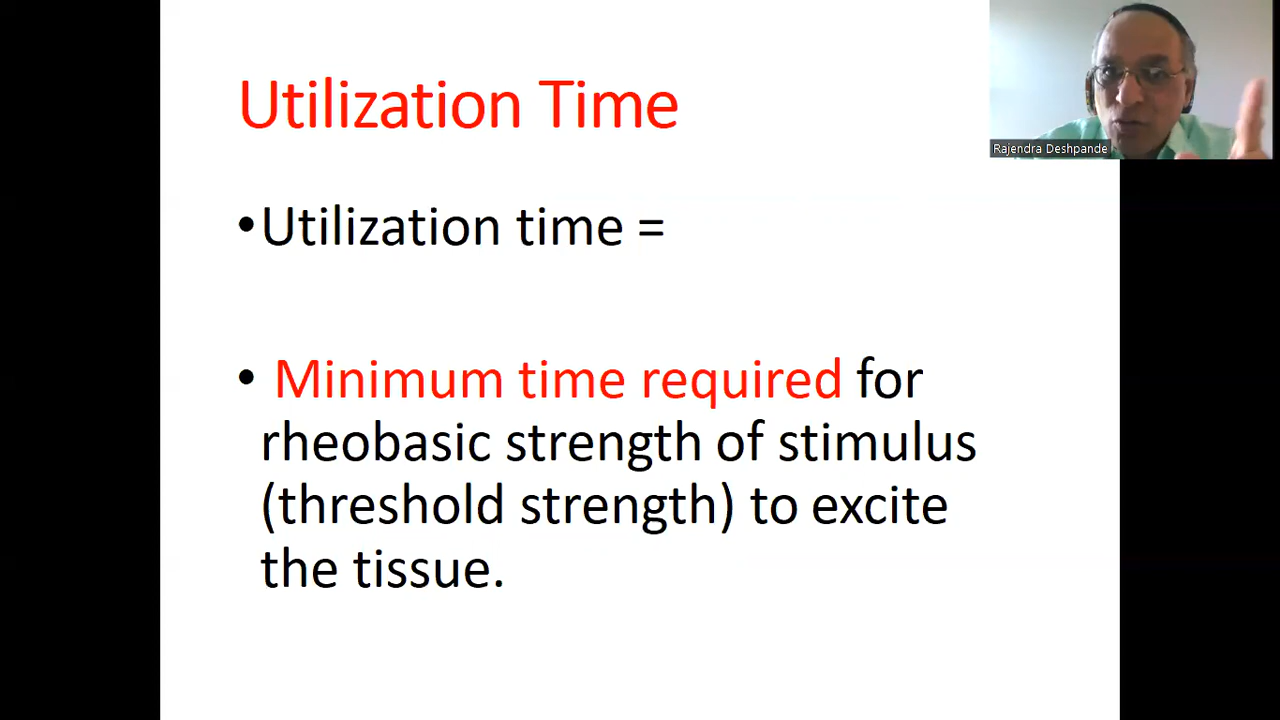 Utilization Time
Rajendra Deshpande
•Utilization time =
• Minimum time required for
rheobasic strength of stimulus
(threshold strength) to excite
the tissue.